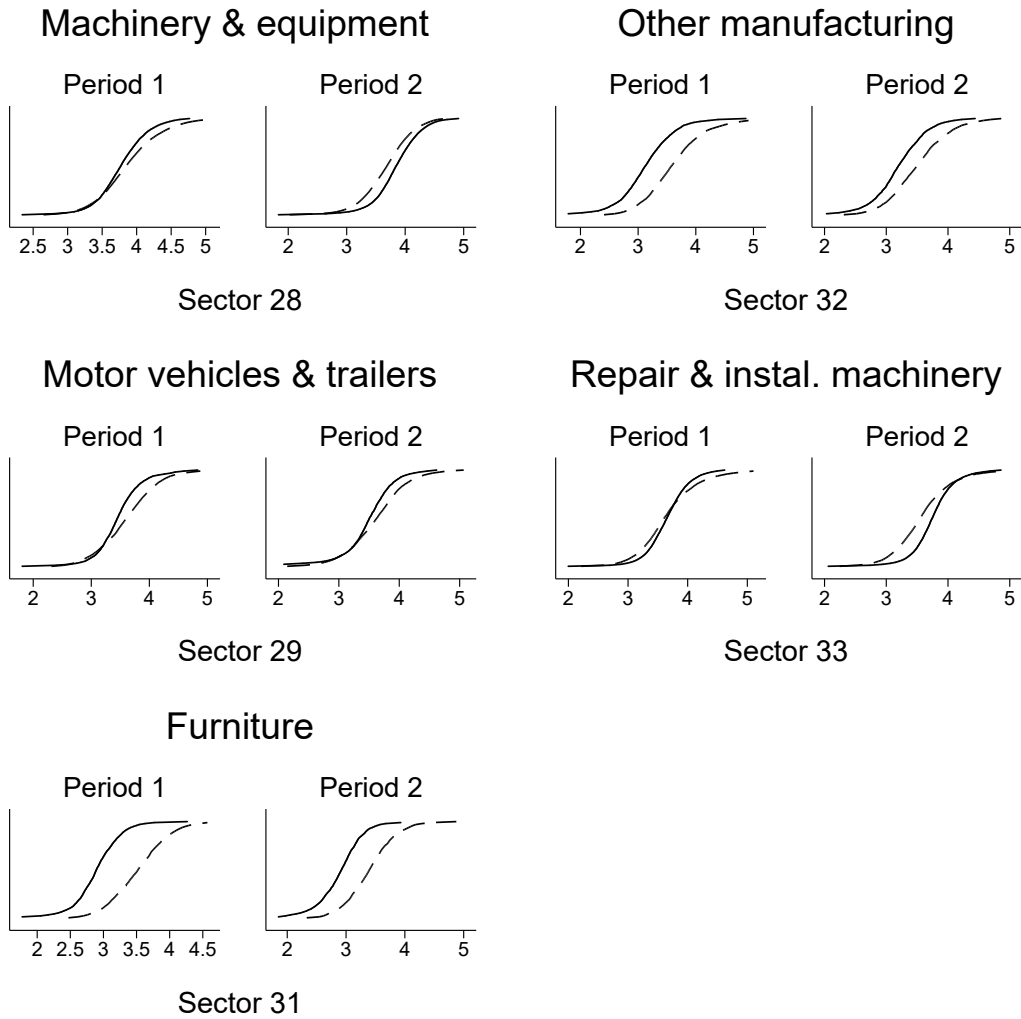 Machinery & equipment
Period 1
Period 2
2.5 3 3.5 4 4.5 5
2 3 4 5
Sector 28
Other manufacturing
Period 1
Period 2
2 3 4 5
2 3 4 5
Sector 32
Motor vehicles & trailers
Period 1
Period 2
2 3 4 5
2 3 4 5
Sector 29
Repair & instal. machinery
Period 1
Period 2
2 3 4 5
2 3 4 5
Sector 33
Furniture
Period 1
Period 2
2 2.5 3 3.5 4 4.5
2 3 4 5
Sector 31